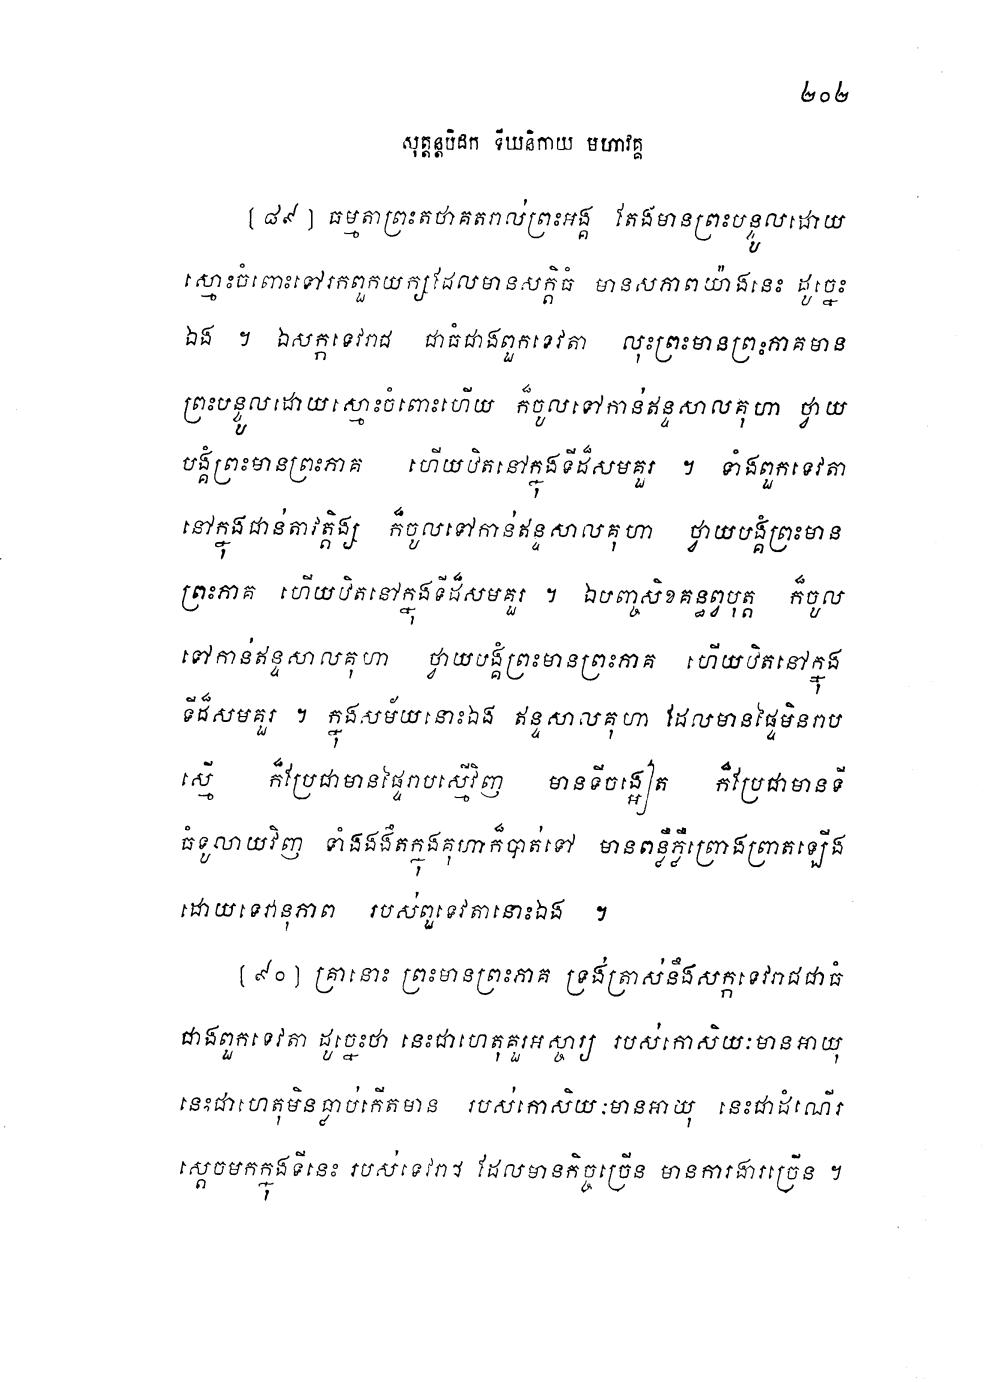 ២០២
សុត្តន្តបិដក ទីឃនិកាយ មហាវគ្គ
(៨៩) ធម្មតាព្រះតថាគតរាល់ព្រះអង្គ តែងមានព្រះបន្ទូលដោយ
ស្មោះចំពោះទៅរកពួកយក្សដែលមានសក្តិធំ មានសភាពយ៉ាងនេះ ដូច្នេះ
ឯង ។ ឯសក្កទេវរាជ ជាធំជាងពួកទេវតា លុះព្រះមានព្រះភាគមាន
ព្រះបន្ទូលដោយស្មោះចំពោះហើយ ក៏ចូលទៅកាន់ឥន្ទសាលគុហា ថ្វាយ
បង្គំព្រះមានព្រះភាគ ហើយឋិតនៅក្នុងទីដ៏សមគួរ ។ ទាំងពួកទេវតា
នៅក្នុងជាន់តាវត្តិង្ស ក៏ចូលទៅកាន់ឥន្ទសាលគុហា ថ្វាយបង្គំព្រះមាន
ព្រះភាគ ហើយឋិតនៅក្នុងទីដ៏សមគួរ ។ ឯបញ្ចសិខគន្ធព្វបុត្ត ក៏ចូល
ទៅកាន់ឥន្ទសាលគុហា ថ្វាយបង្គំព្រះមានព្រះភាគ ហើយឋិតនៅក្នុង
ទីដ៏សមគួរ ។ ក្នុងសម័យនោះឯង ឥន្ទសាលគុហា ដែលមានផ្ទៃមិនរាប
ស្មើ ក៏ប្រែជាមានផ្ទៃរាបស្មើវិញ មានទីចង្អៀត ក៏ប្រែជាមានទី
ធំទូលាយវិញ ទាំងងងឹតក្នុងគុហាក៏បាត់ទៅ មានពន្លឺភ្លឺព្រោងព្រាតឡើង
ដោយទេវានុភាព របស់ពួទេវតានោះឯង ។
(៩០) គ្រានោះ ព្រះមានព្រះភាគ ទ្រង់ត្រាស់នឹងសក្កទេវរាជជាធំ
ជាងពួកទេវតា ដូច្នេះថា នេះជាហេតុគួរអស្ចារ្យ របស់កោសិយៈមានអាយុ
នេះជាហេតុមិនធ្លាប់កើតមាន របស់កោសិយៈមានអាយុ នេះជាដំណើរ
ស្តេចមកក្នុងទីនេះ របស់ទេវរាជ ដែលមានកិច្ចច្រើន មានការងារច្រើន ។